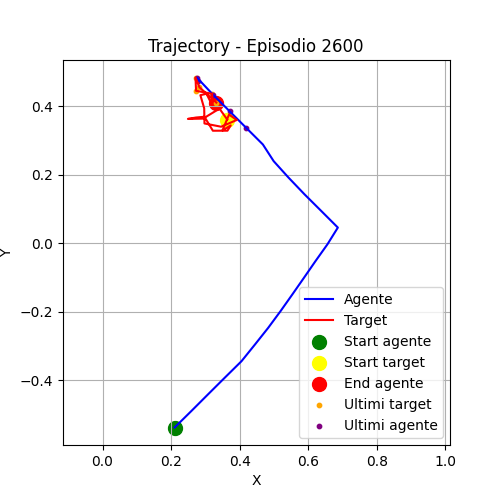 Trajectory - Episodio 2600
Y
0.4
0.2
0.0
−0.2
−0.4
Agente
Target
Start agente
Start target
End agente
Ultimi target
Ultimi agente
0.0 0.2 0.4 0.6 0.8 1.0
X